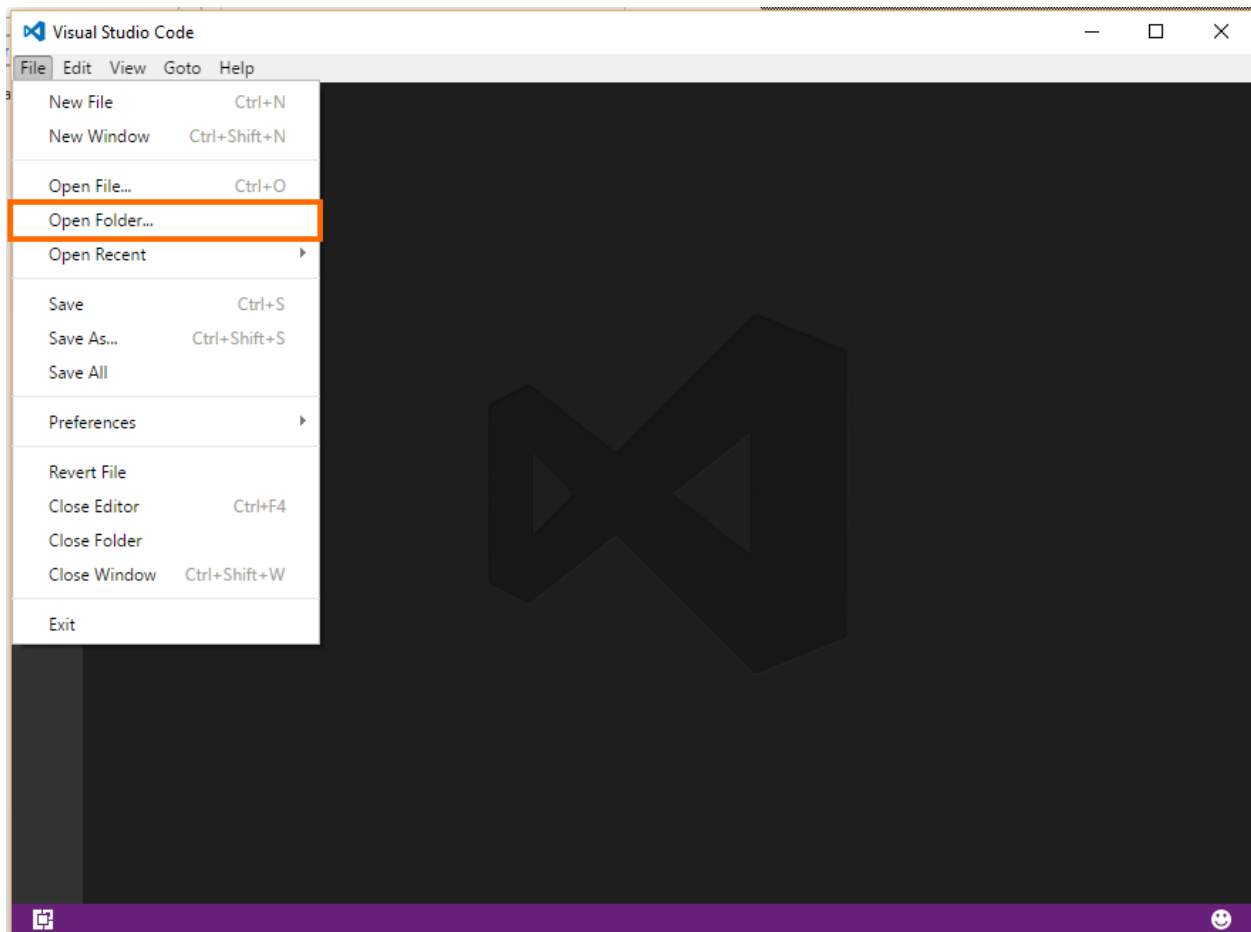 Visual Studio Code
File Edit View Goto Help
New File Ctrl+N
New Window Ctrl+Shift+N
Open File... Ctrl+O
Open Folder...
Open Recent
Save Ctrl+S
Save As... Ctrl+Shift+S
Save All
Preferences
Revert File
Close Editor Ctrl+F4
Close Folder
Close Window Ctrl+Shift+W
Exit